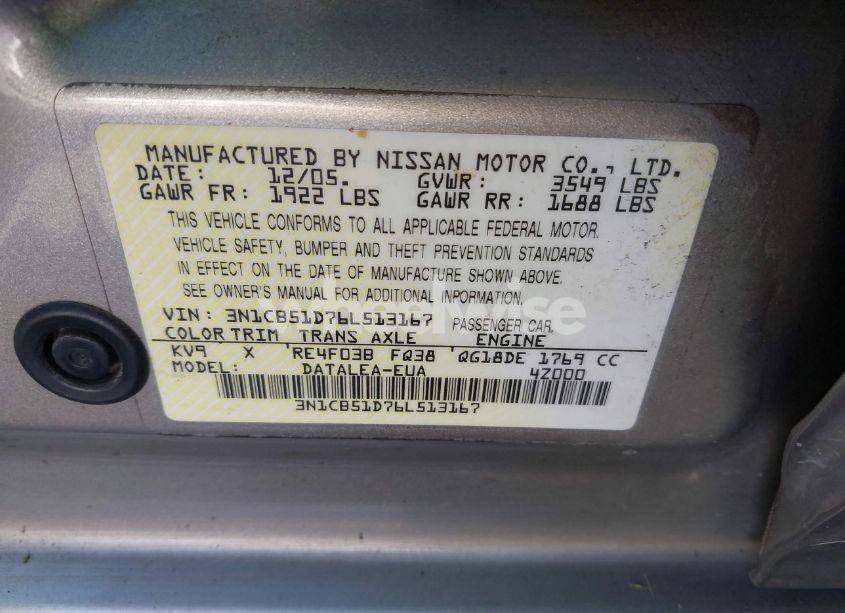 MANUFACTURED BY NISSAN MOTOR CO., LTD.
DATE: 12/05. GVWR: 3549 LBS
GAWR FR: 1922 LBS GAWR RR: 1688 LBS
THIS VEHICLE CONFORMS TO ALL APPLICABLE FEDERAL MOTOR
VEHICLE SAFETY, BUMPER AND THEFT PREVENTION STANDARDS
IN EFFECT ON THE DATE OF MANUFACTURE SHOWN ABOVE.
SEE OWNER'S MANUAL FOR ADDITIONAL INFORMATION.
VIN: 3N1CB51D76L513167 PASSENGER CAR.
COLOR TRIM TRANS AXLE ENGINE
KV9 X RE4F03B FQ38 QG18DE 1769 CC
MODEL: DATALEA-EUA 4Z000
3N1CB51D76L513167